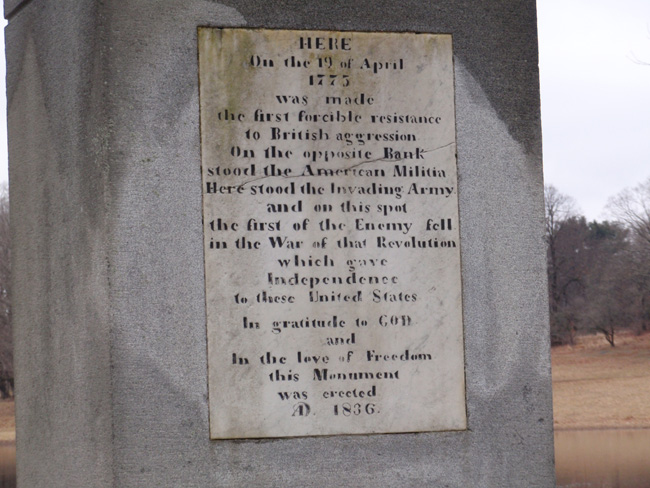 HERE
On the 19 of April
1775
was made
the first forcible resistance
to British aggression
On the opposite Bank
stood the American Militia
Here stood the Invading Army
and on this spot
the first of the Enemy fell
in the War of that Revolution
which gave
Independence
to these United States
In gratitude to GOD
and
In the love of Freedom
this Monument
was erected
AD. 1836.